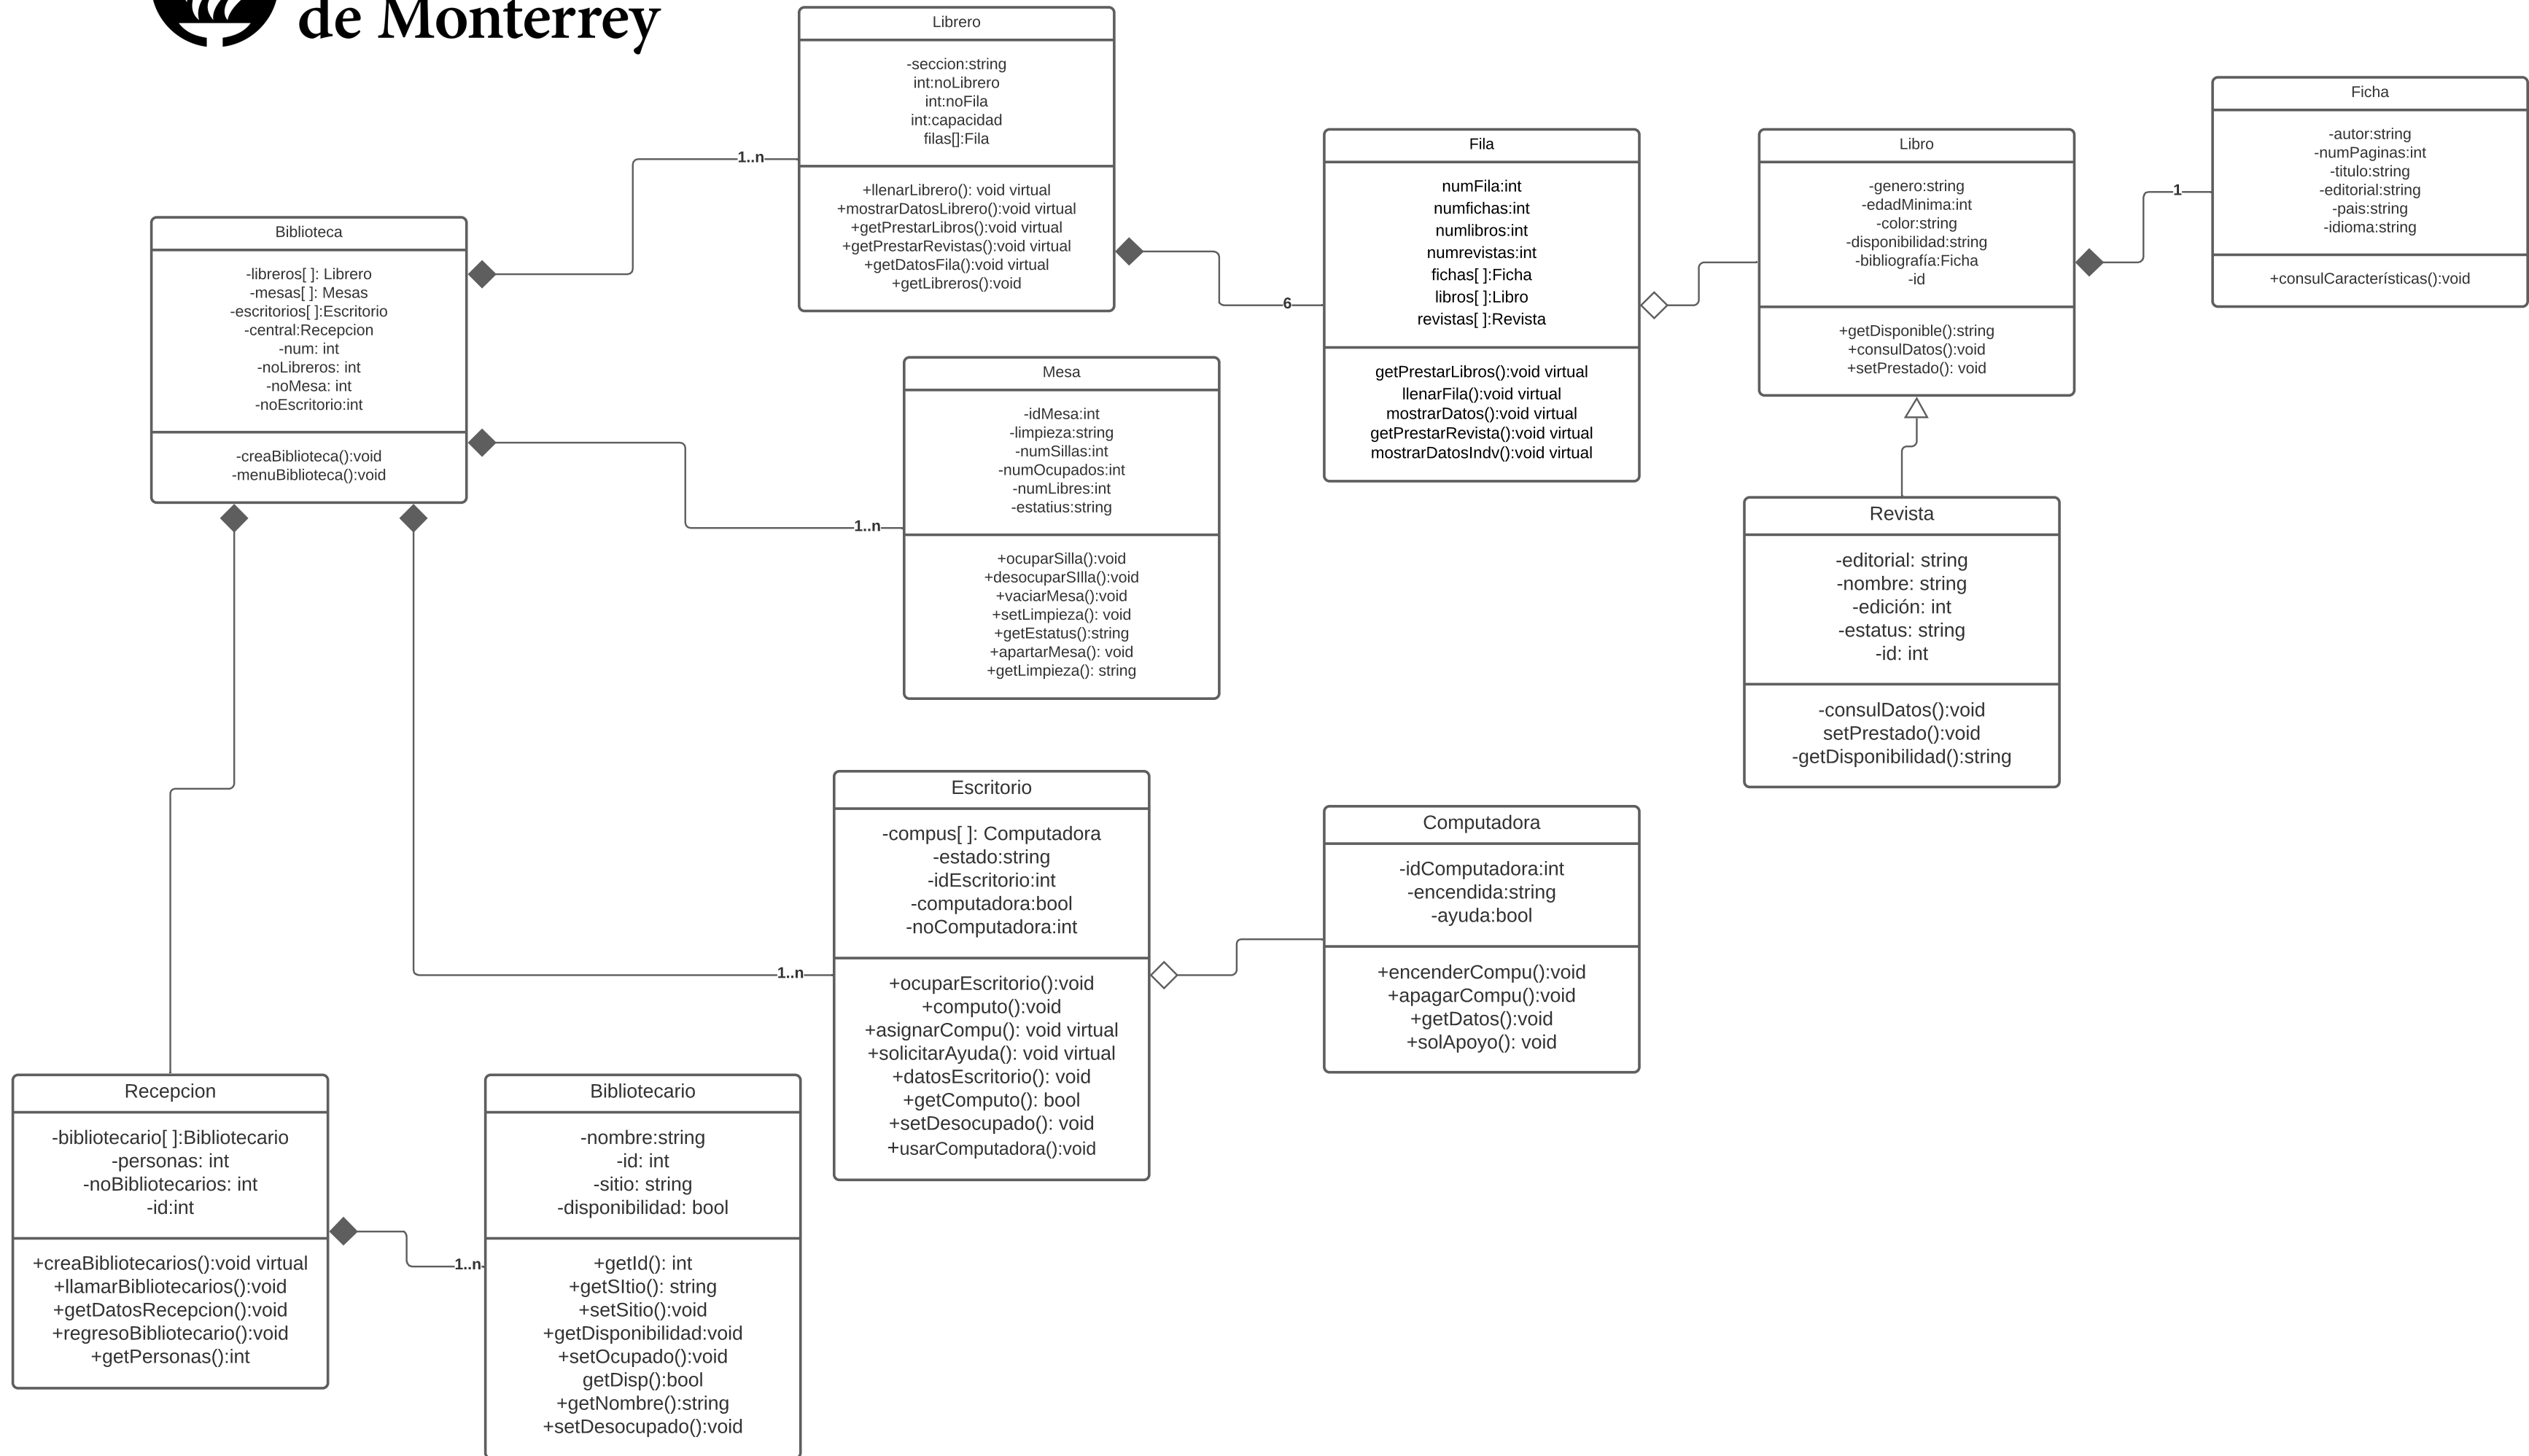 de Monterrey
Librero
-seccion:string
int:noLibrero
int:noFila
int:capacidad
filas[]:Fila
+llenarLibrero(): void virtual
+mostrarDatosLibrero():void virtual
+getPrestarLibros():void virtual
+getPrestarRevistas():void virtual
+getDatosFila():void virtual
+getLibreros():void
1..n
Biblioteca
-libreros[ ]: Librero
-mesas[ ]: Mesas
-escritorios[ ]:Escritorio
-central:Recepcion
-num: int
-noLibreros: int
-noMesa: int
-noEscritorio:int
-creaBiblioteca():void
-menuBiblioteca():void
6
Fila
numFila:int
numfichas:int
numlibros:int
numrevistas:int
fichas[ ]:Ficha
libros[ ]:Libro
revistas[ ]:Revista
getPrestarLibros():void virtual
llenarFila():void virtual
mostrarDatos():void virtual
getPrestarRevista():void virtual
mostrarDatosIndv():void virtual
Libro
-genero:string
-edadMinima:int
-color:string
-disponibilidad:string
-bibliografía:Ficha
-id
+getDisponible():string
+consulDatos():void
+setPrestado(): void
1
Ficha
-autor:string
-numPaginas:int
-titulo:string
-editorial:string
-pais:string
-idioma:string
+consulCaracterísticas():void
1..n
Mesa
-idMesa:int
-limpieza:string
-numSillas:int
-numOcupados:int
-numLibres:int
-estatius:string
+ocuparSilla():void
+desocuparSIlla():void
+vaciarMesa():void
+setLimpieza(): void
+getEstatus():string
+apartarMesa(): void
+getLimpieza(): string
Revista
-editorial: string
-nombre: string
-edición: int
-estatus: string
-id: int
-consulDatos():void
setPrestado():void
-getDisponibilidad():string
1..n
Escritorio
-compus[ ]: Computadora
-estado:string
-idEscritorio:int
-computadora:bool
-noComputadora:int
+ocuparEscritorio():void
+computo():void
+asignarCompu(): void virtual
+solicitarAyuda(): void virtual
+datosEscritorio(): void
+getComputo(): bool
+setDesocupado(): void
+usarComputadora():void
Computadora
-idComputadora:int
-encendida:string
-ayuda:bool
+encenderCompu():void
+apagarCompu():void
+getDatos():void
+solApoyo(): void
Recepcion
-bibliotecario[ ]:Bibliotecario
-personas: int
-noBibliotecarios: int
-id:int
+creaBibliotecarios():void virtual
+llamarBibliotecarios():void
+getDatosRecepcion():void
+regresoBibliotecario():void
+getPersonas():int
1..n
Bibliotecario
-nombre:string
-id: int
-sitio: string
-disponibilidad: bool
+getId(): int
+getSItio(): string
+setSitio():void
+getDisponibilidad:void
+setOcupado():void
getDisp():bool
+getNombre():string
+setDesocupado():void